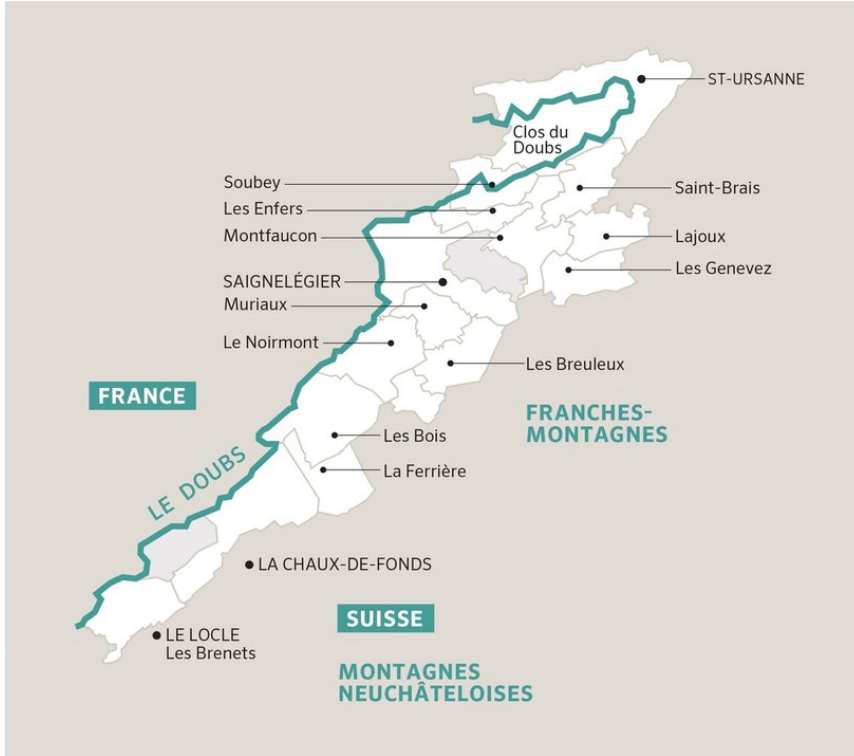 ST-URSANNE
Clos du
Doubs
Soubey
Saint-Brais
Les Enfers
Montfaucon
Lajoux
Les Genevez
SAIGNELÉGIER
Muriaux
Le Noirmont
Les Breuleux
FRANCE
FRANCHES-
MONTAGNES
Les Bois
La Ferrière
LE DOUBS
LA CHAUX-DE-FONDS
SUISSE
LE LOCLE
Les Brenets
MONTAGNES
NEUCHÂTELOISES